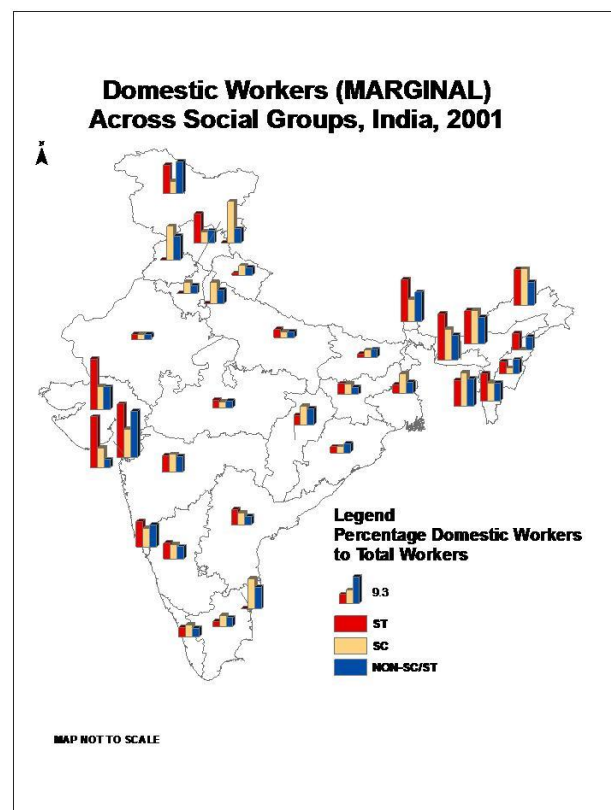 Domestic Workers (MARGINAL)
Across Social Groups, India, 2001
N
Legend
Percentage Domestic Workers
to Total Workers
9.3
ST
SC
NON-SC/ST
MAP NOT TO SCALE